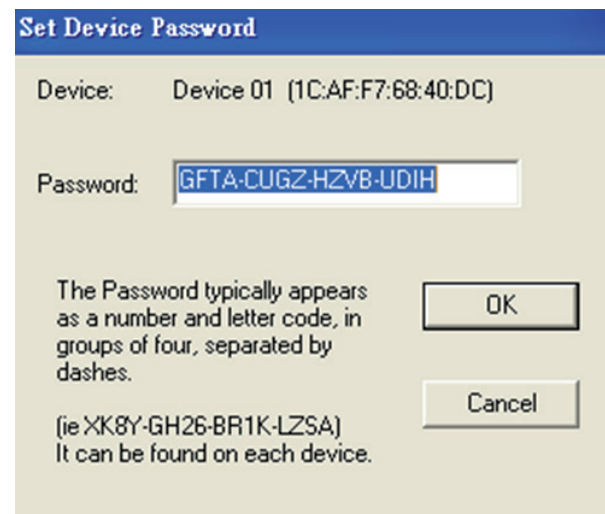 Set Device Password
Device: Device 01 (1C:AF:F7:68:40:DC)
Password: GFTA-CUGZ-HZVB-UDIH
The Password typically appears
as a number and letter code, in
groups of four, separated by
dashes.
OK
(ie XK8Y-GH26-BR1K-LZSA)
It can be found on each device.
Cancel